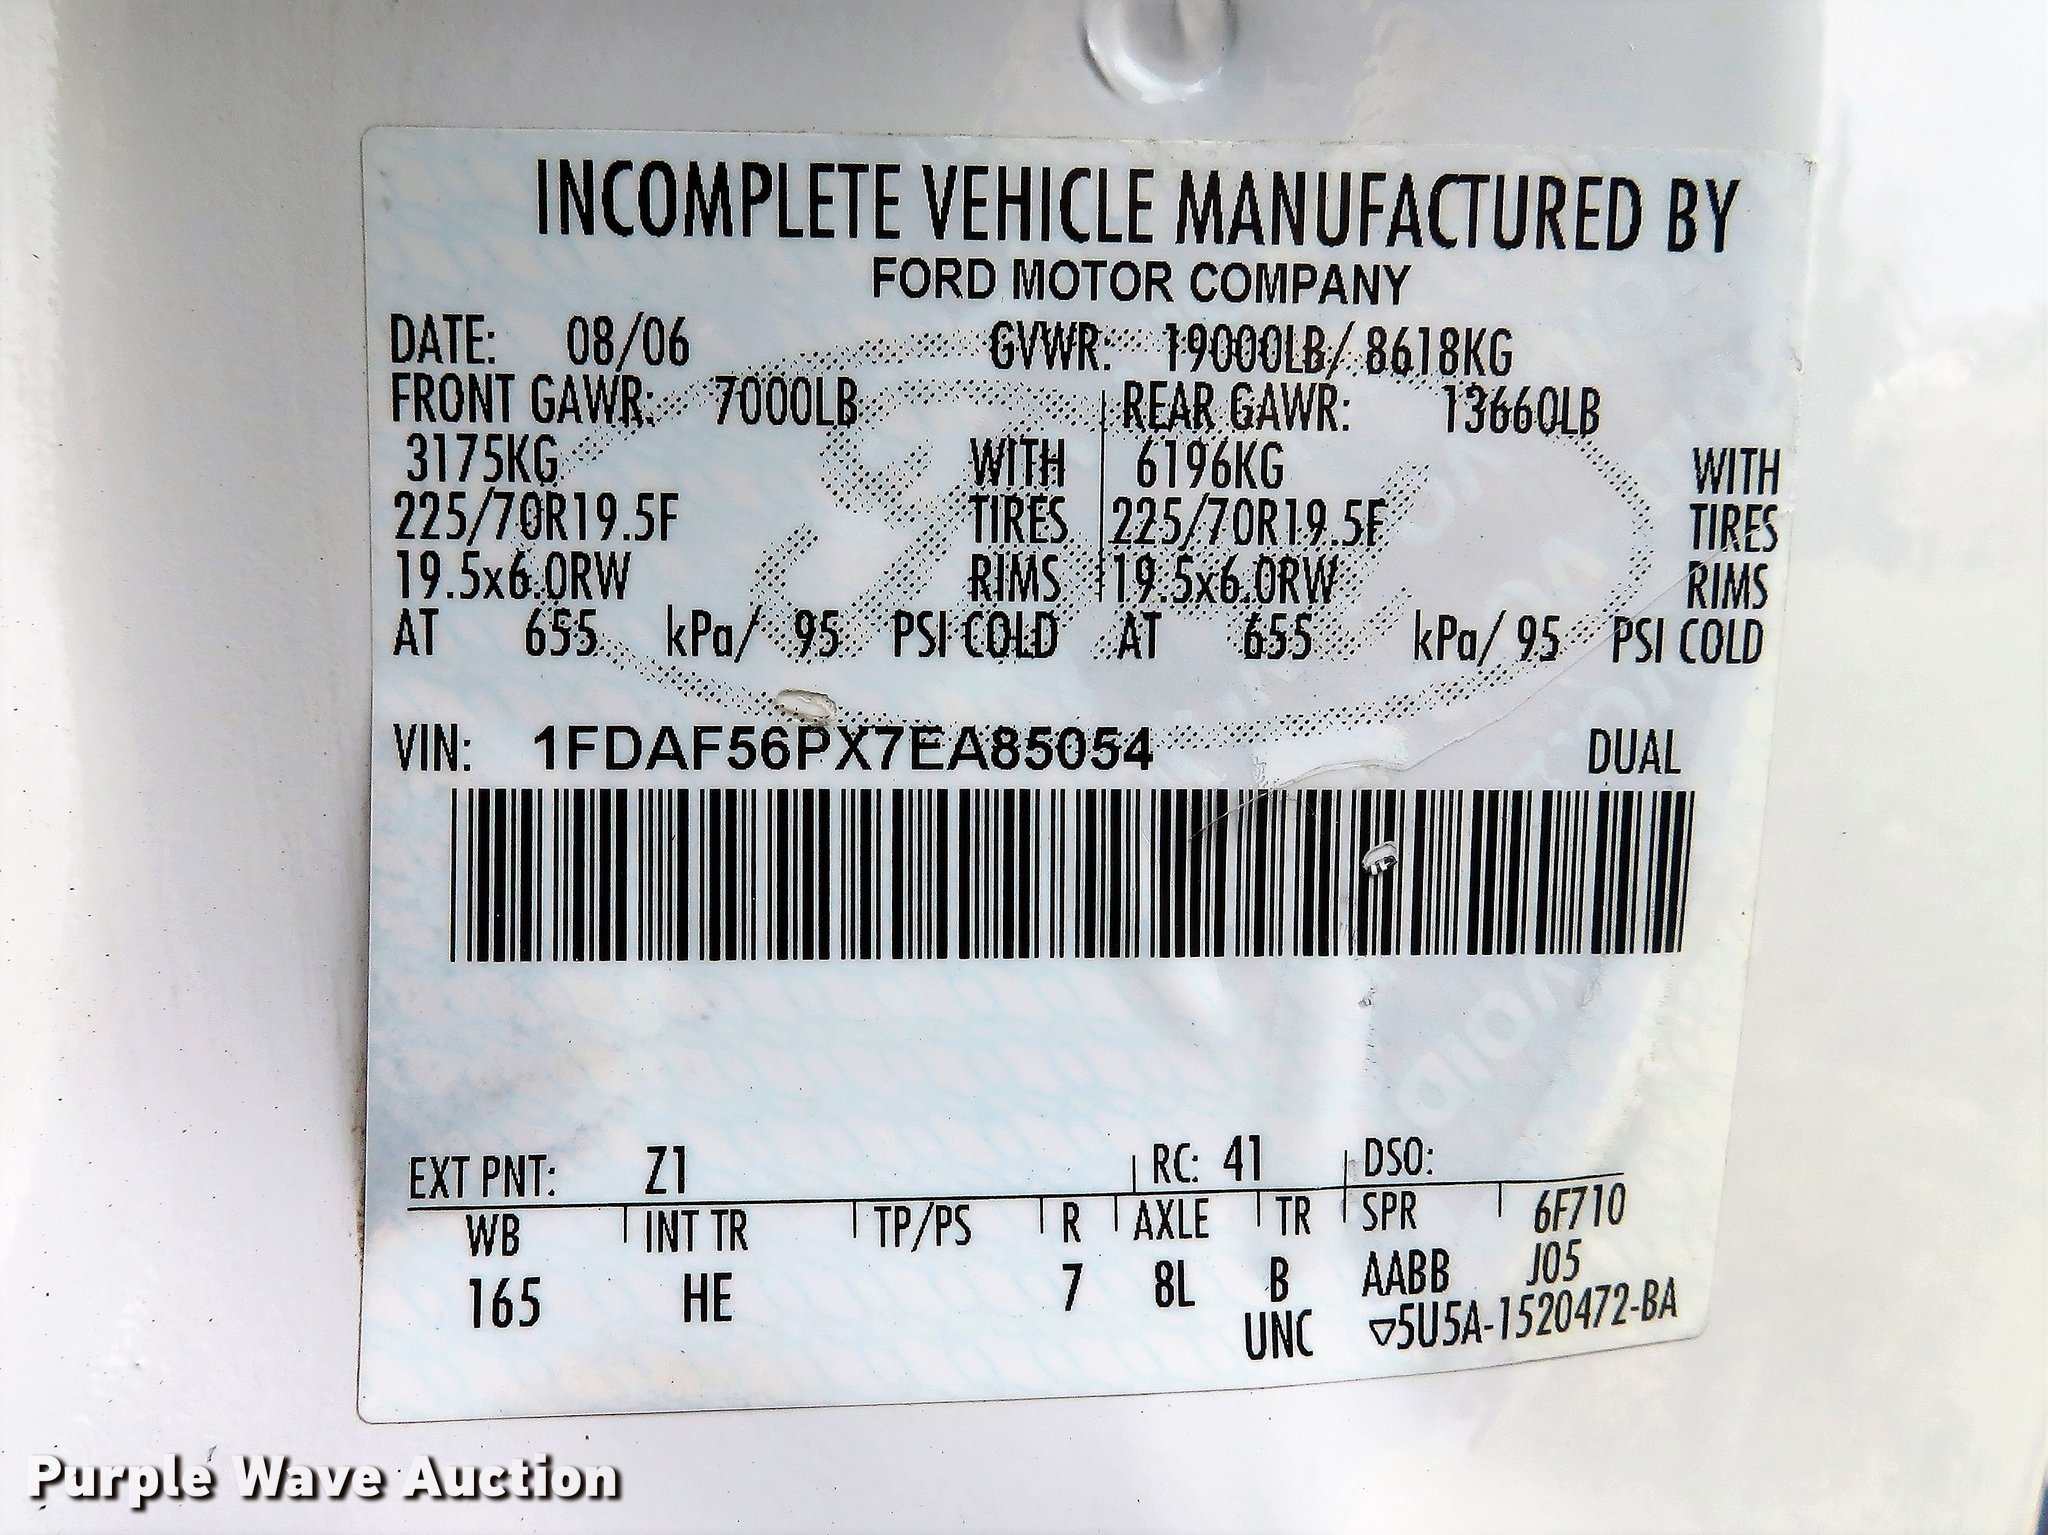 INCOMPLETE VEHICLE MANUFACTURED BY
FORD MOTOR COMPANY
DATE: 08/06 GVWR: 19000LB/ 8618KG
FRONT GAWR: 7000LB REAR GAWR: 13660LB
3175KG WITH 6196KG WITH
225/70R19.5F TIRES 225/70R19.5F TIRES
19.5x6.0RW RIMS 19.5x6.0RW RIMS
AT 655 kPa/ 95 PSI COLD AT 655 kPa/ 95 PSI COLD
VIN: 1FDAF56PX7EA85054 DUAL
EXT PNT: Z1 RC: 41 DSO:
WB INT TR TP/PS R AXLE TR SPR 6F710
165 HE 7 8L B AABB J05
UNC ▽5U5A-1520472-BA
Purple Wave Auction